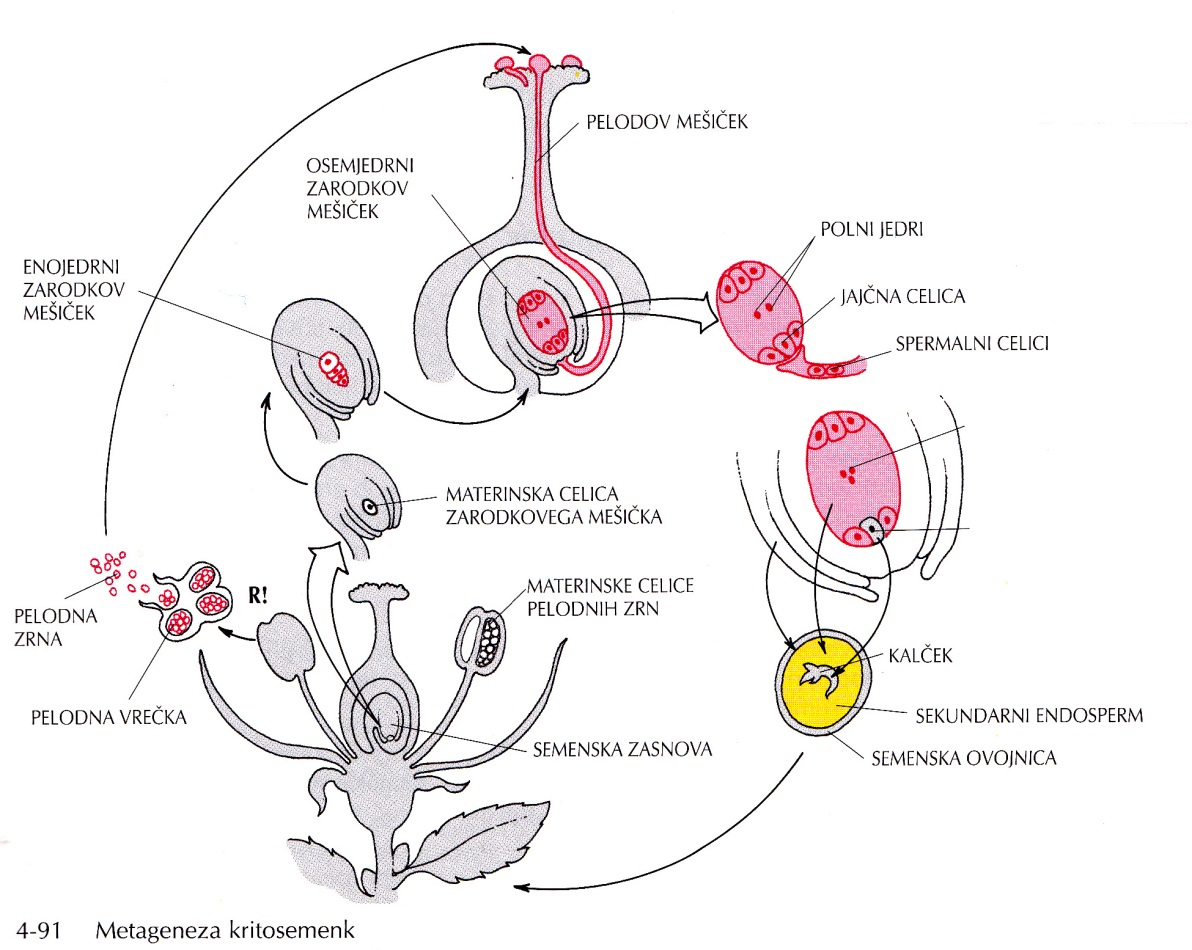 PELODOV MEŠIČEK
OSEMJEDRNI
ZARODKOV
MEŠIČEK
POLNI JEDRI
ENOJEDRNI
ZARODKOV
MEŠIČEK
JAJČNA CELICA
SPERMALNI CELICI
MATERINSKA CELICA
ZARODKOVEGA MEŠIČKA
MATERINSKE CELICE
PELODNIH ZRN
R!
PELODNA
ZRNA
KALČEK
PELODNA VREČKA
SEKUNDARNI ENDOSPERM
SEMENSKA ZASNOVA
SEMENSKA OVOJNICA
4-91 Metageneza kritosemenk